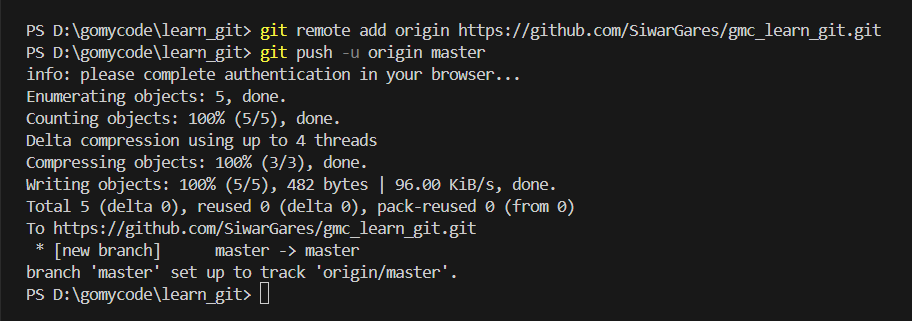 PS D:\gomycode\learn_git> git remote add origin https://github.com/SiwarGares/gmc_learn_git.git
PS D:\gomycode\learn_git> git push -u origin master
info: please complete authentication in your browser...
Enumerating objects: 5, done.
Counting objects: 100% (5/5), done.
Delta compression using up to 4 threads
Compressing objects: 100% (3/3), done.
Writing objects: 100% (5/5), 482 bytes | 96.00 KiB/s, done.
Total 5 (delta 0), reused 0 (delta 0), pack-reused 0 (from 0)
To https://github.com/SiwarGares/gmc_learn_git.git
 * [new branch]      master -> master
branch 'master' set up to track 'origin/master'.
PS D:\gomycode\learn_git>